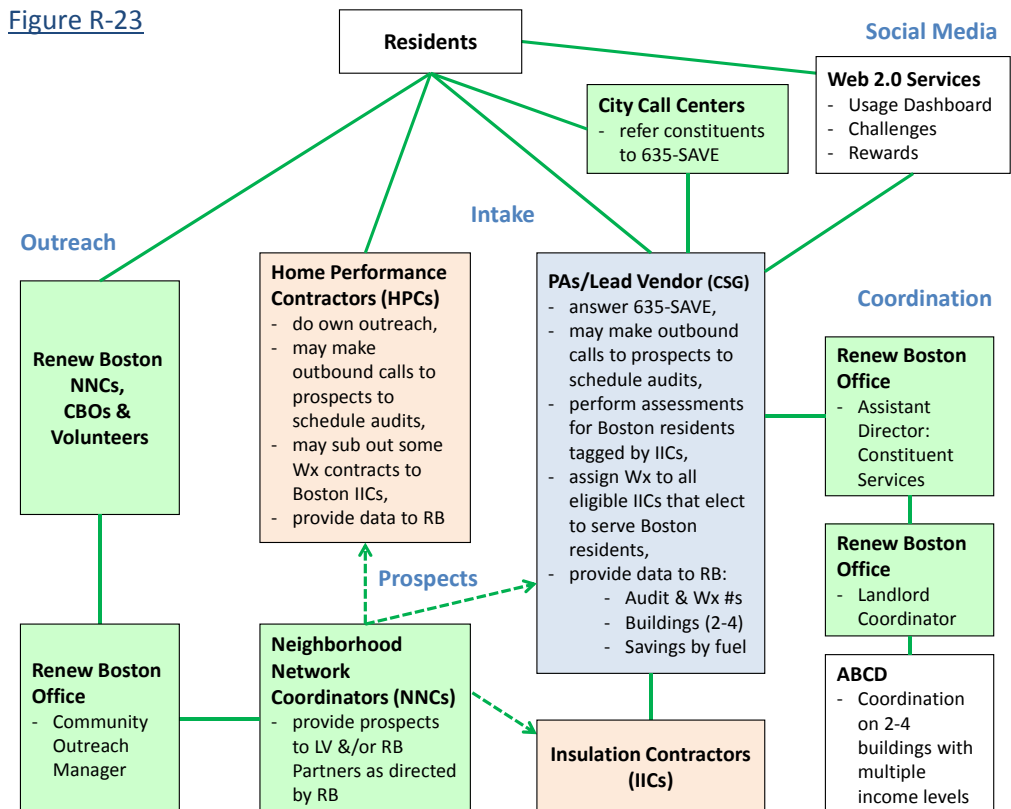 Figure R-23
Residents
Social Media
Web 2.0 Services
- Usage Dashboard
- Challenges
- Rewards
City Call Centers
- refer constituents
to 635-SAVE
Intake
Outreach
Renew Boston
NNCs,
CBOs &
Volunteers
Home Performance
Contractors (HPCs)
- do own outreach,
- may make
outbound calls to
prospects to
schedule audits,
- may sub out some
Wx contracts to
Boston IICs,
- provide data to RB
PAs/Lead Vendor (CSG)
- answer 635-SAVE,
- may make outbound
calls to prospects to
schedule audits,
- perform assessments
for Boston residents
tagged by IICs,
- assign Wx to all
eligible IICs that elect
to serve Boston
residents,
- provide data to RB:
- Audit & Wx #s
- Buildings (2-4)
- Savings by fuel
Coordination
Renew Boston
Office
- Assistant
Director:
Constituent
Services
Renew Boston
Office
- Landlord
Coordinator
ABCD
- Coordination
on 2-4
buildings with
multiple
income levels
Prospects
Renew Boston
Office
- Community
Outreach
Manager
Neighborhood
Network
Coordinators (NNCs)
- provide prospects
to LV &/or RB
Partners as directed
by RB
Insulation Contractors
(IICs)